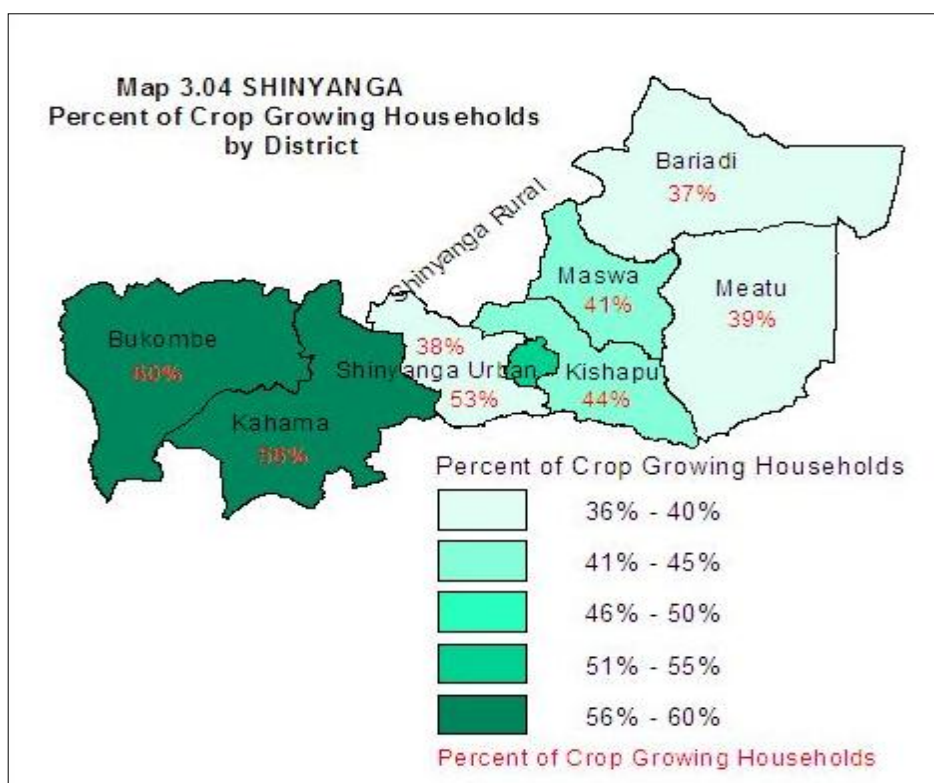 Map 3.04 SHINYANGA
Percent of Crop Growing Households
by District
Bariadi
37%
Shinyanga Rural
Maswa
41%
Meatu
39%
Bukombe
60%
38%
Shinyanga Urban
53%
Kishapu
44%
Kahama
Percent of Crop Growing Households
36% - 40%
41% - 45%
46% - 50%
51% - 55%
56% - 60%
Percent of Crop Growing Households